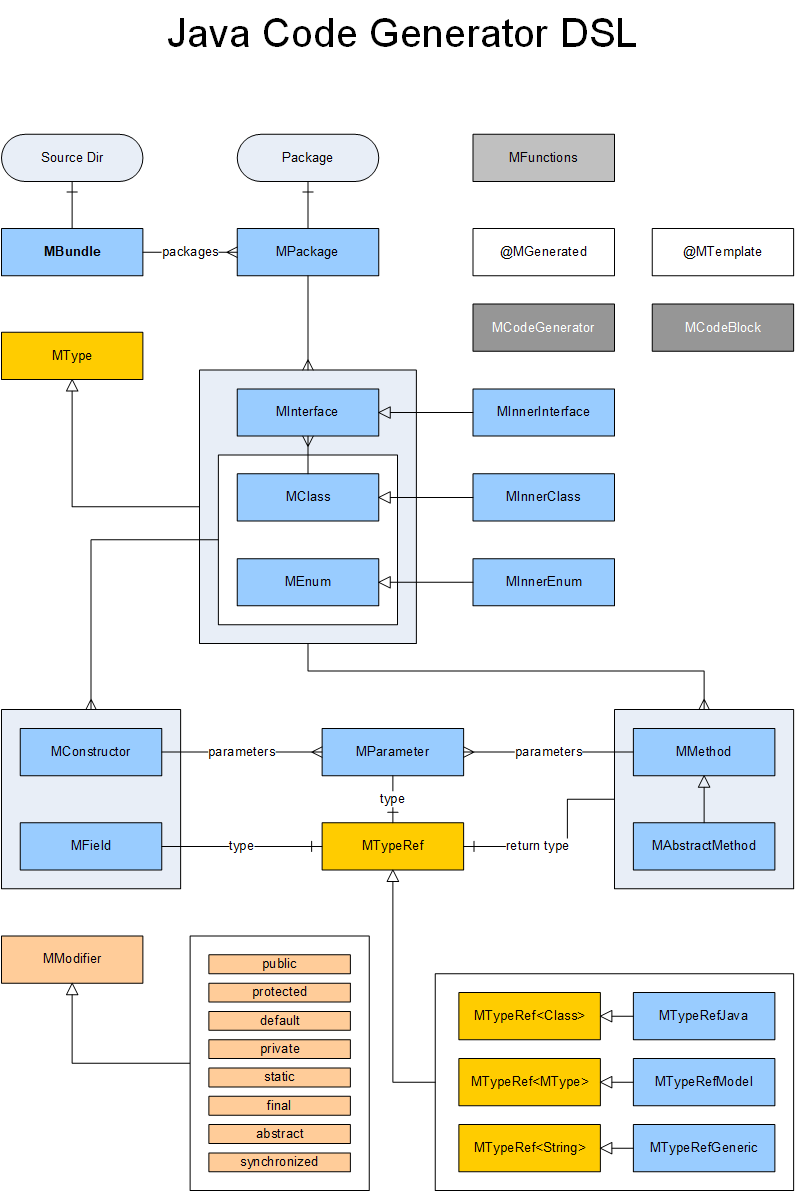 Java Code Generator DSL
Source Dir
Package
MFunctions
MBundle
packages
MPackage
@MGenerated
@MTemplate
MCodeGenerator
MCodeBlock
MType
MInterface
MInnerInterface
MClass
MInnerClass
MEnum
MInnerEnum
MConstructor
parameters
MParameter
parameters
MMethod
type
MField
type
MTypeRef
return type
MAbstractMethod
MModifier
public
protected
default
private
static
final
abstract
synchronized
MTypeRef<Class>
MTypeRefJava
MTypeRef<MType>
MTypeRefModel
MTypeRef<String>
MTypeRefGeneric